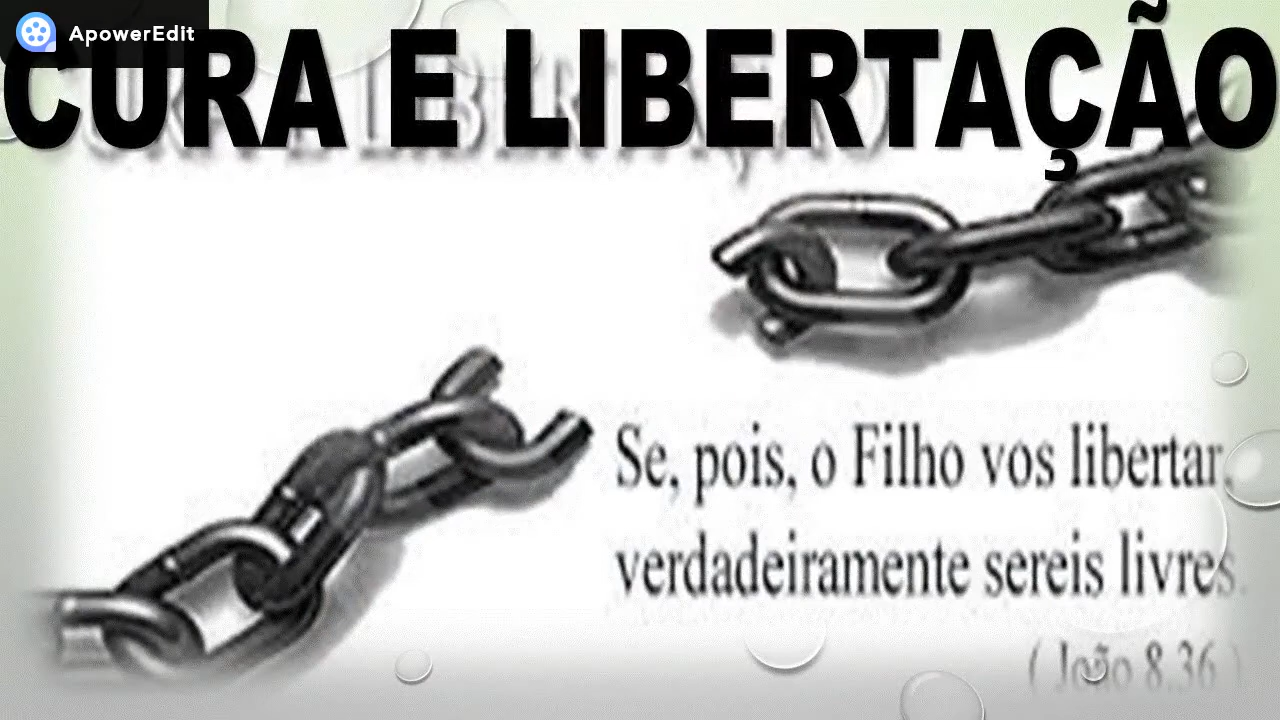 ApowerEdit
CURA E LIBERTAÇÃO
Se, pois, o Filho vos libertar,
verdadeiramente sereis livres.
( João 8.36 )